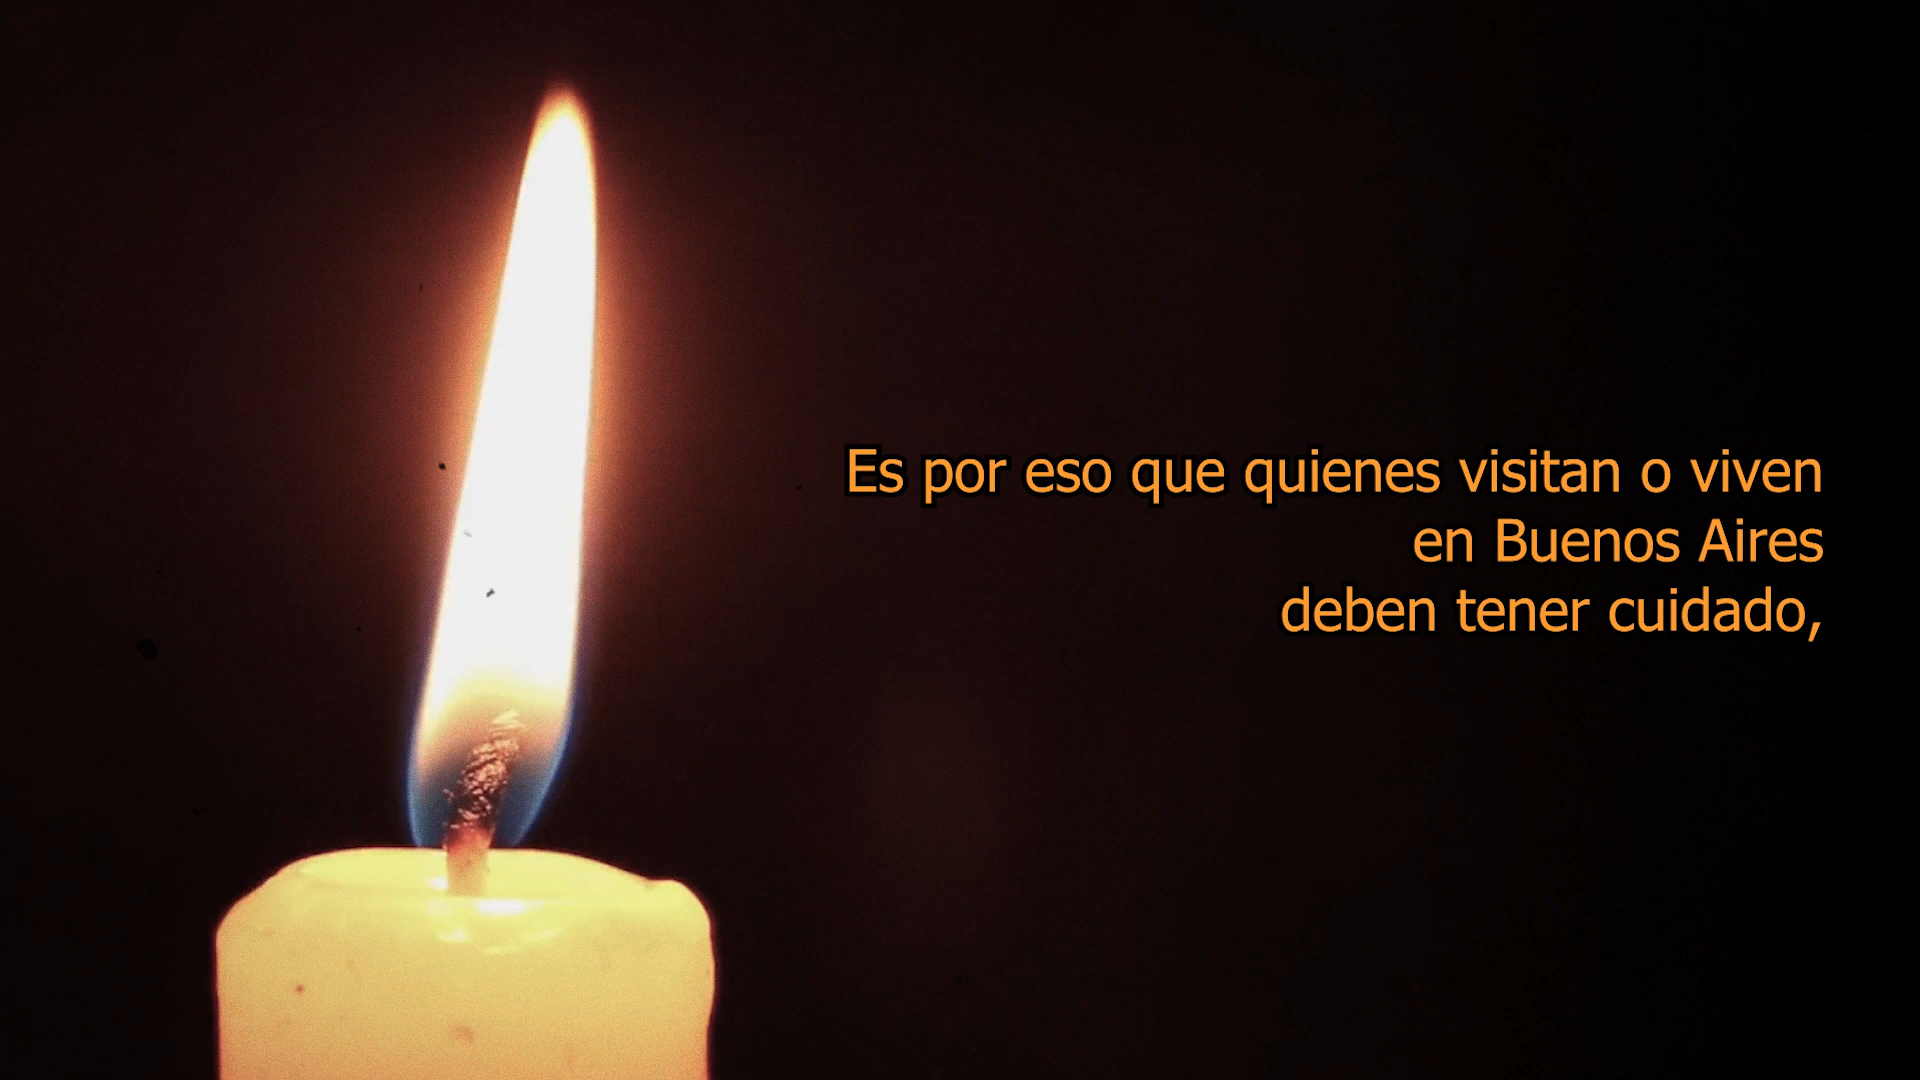 Es por eso que quienes visitan o viven
en Buenos Aires
deben tener cuidado,